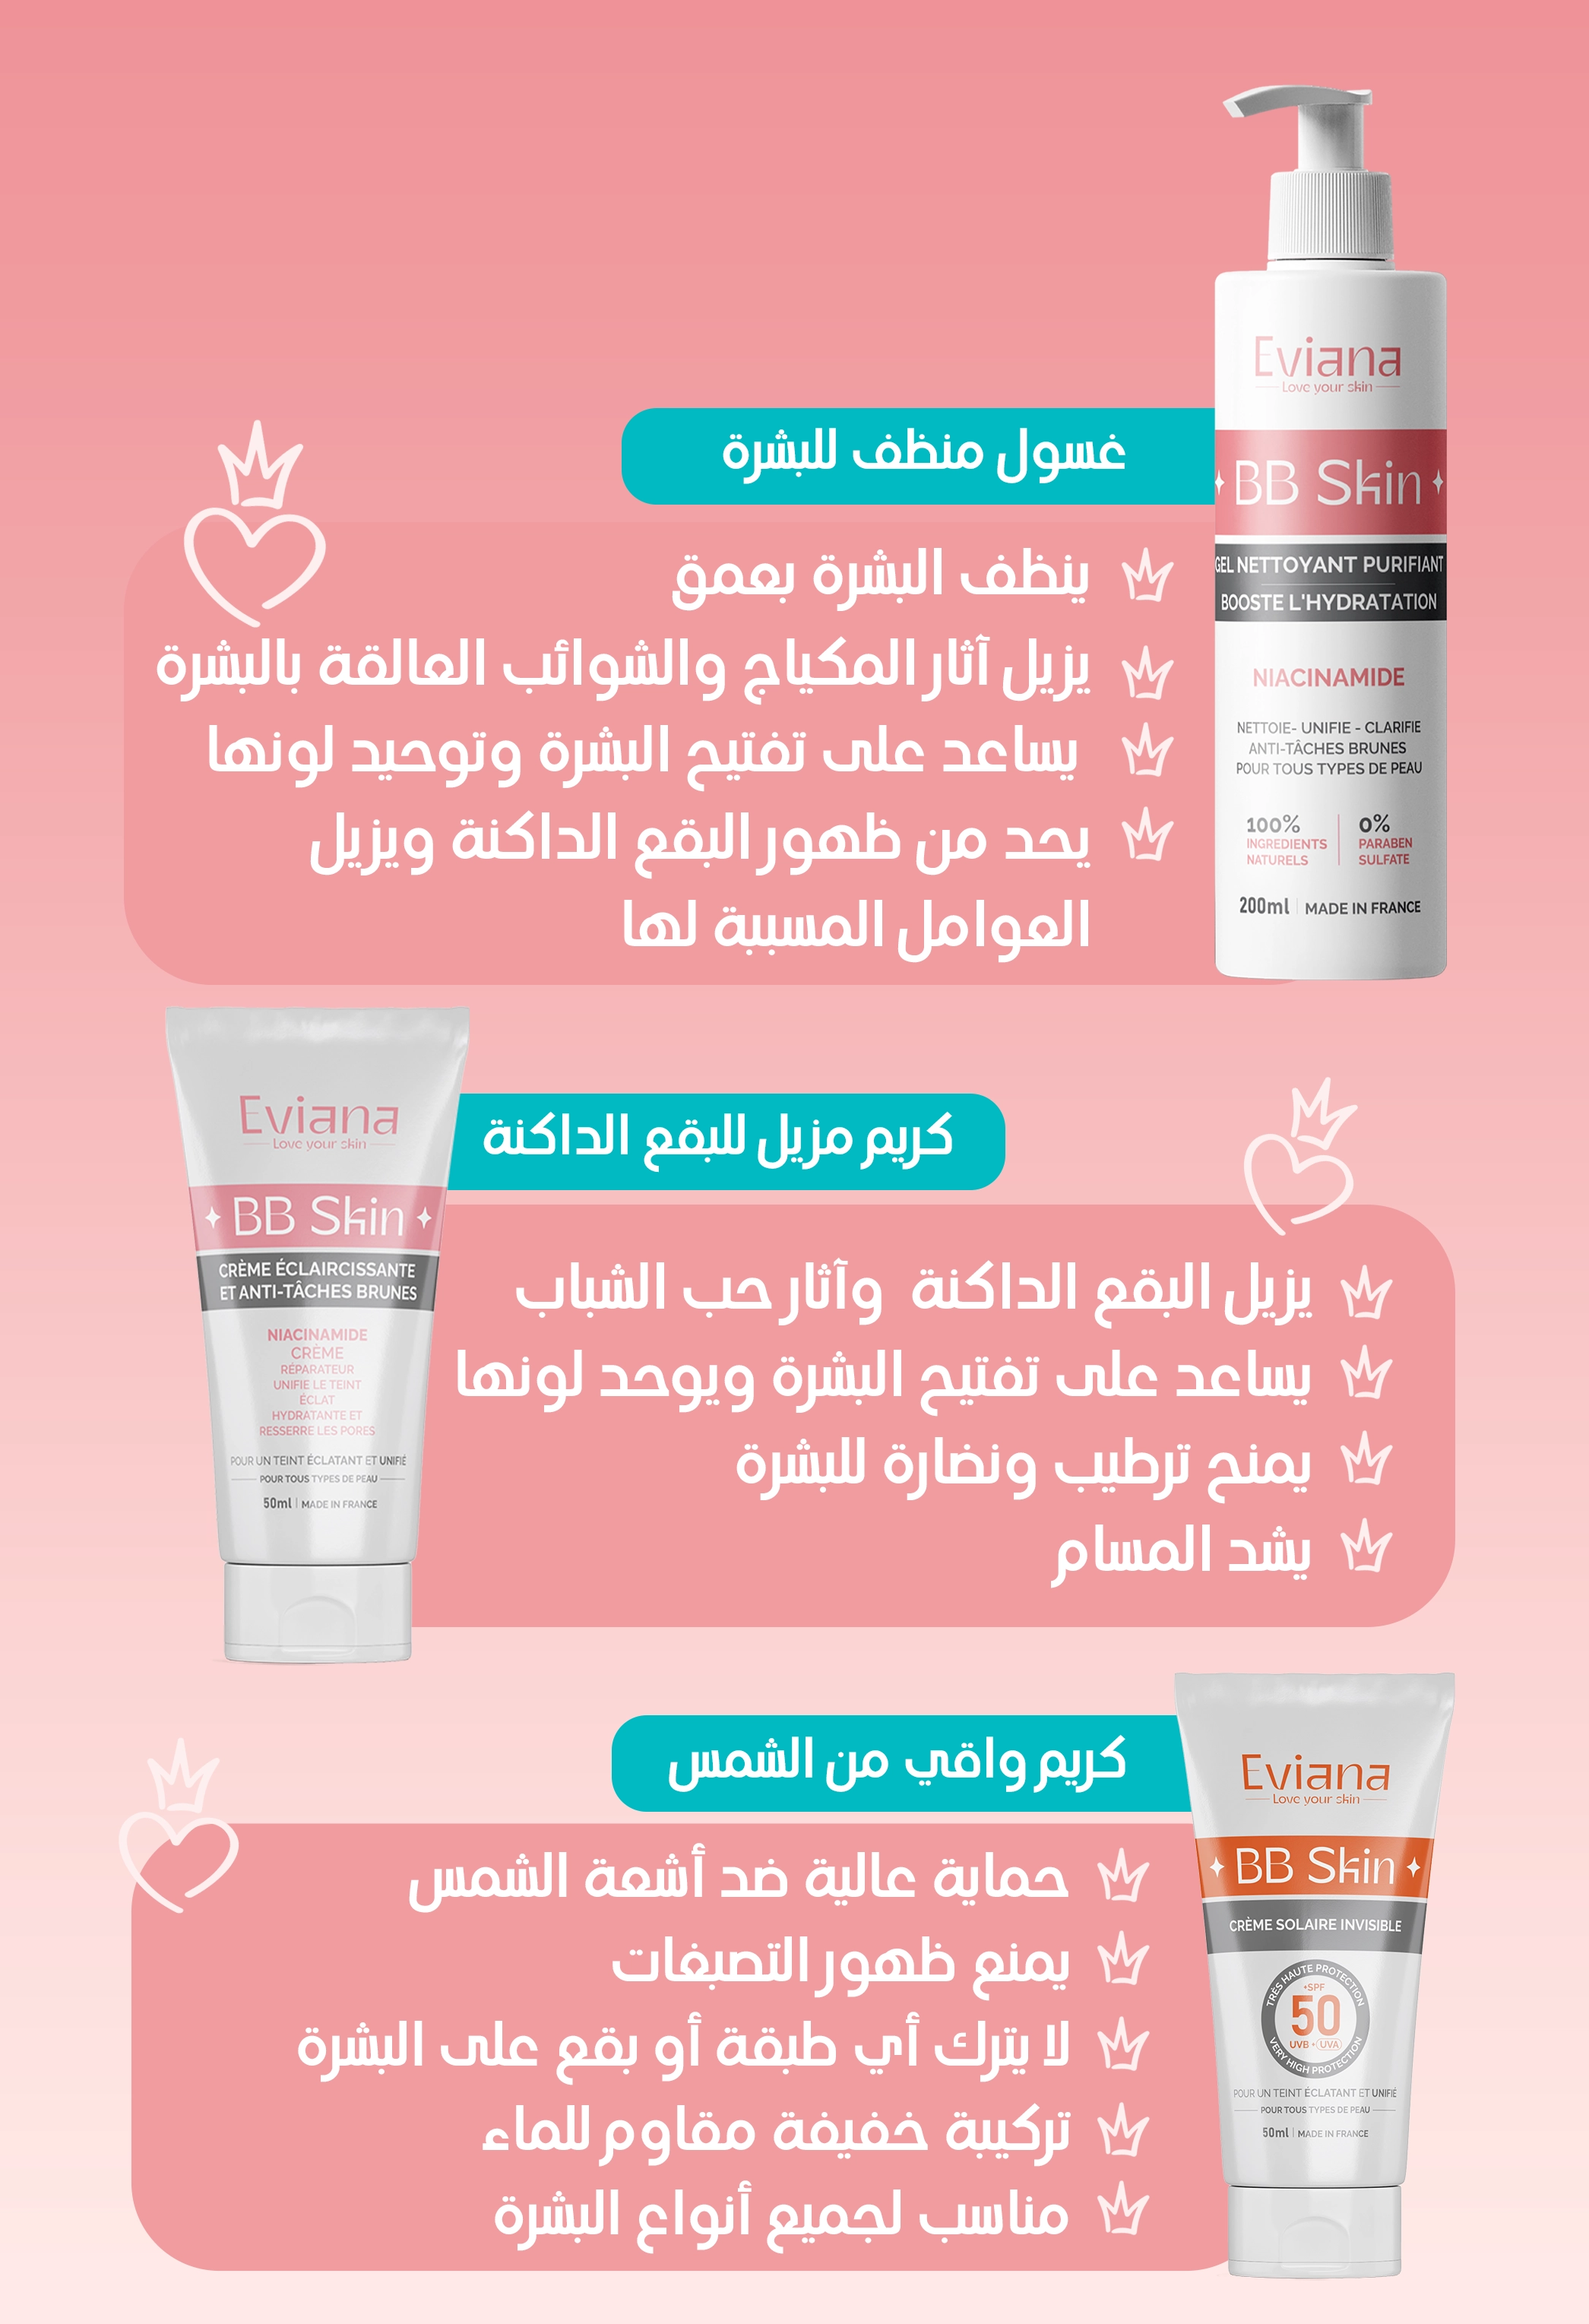 Eviana
Love your skin
BB Skin
GEL NETTOYANT PURIFIANT
BOOSTE L'HYDRATATION
NIACINAMIDE
NETTOIE- UNIFIE - CLARIFIE
ANTI-TÂCHES BRUNES
POUR TOUS TYPES DE PEAU
100% INGREDIENTS NATURELS
0% PARABEN SULFATE
200ml | MADE IN FRANCE
غسول منظف للبشرة
ينظف البشرة بعمق
يزيل آثار المكياج والشوائب العالقة بالبشرة
يساعد على تفتيح البشرة وتوحيد لونها
يحد من ظهور البقع الداكنة ويزيل
العوامل المسببة لها
Eviana
Love your skin
BB Skin
CRÈME ÉCLAIRCISSANTE
ET ANTI-TÂCHES BRUNES
NIACINAMIDE
CRÈME
RÉPARATEUR
UNIFIE LE TEINT
ÉCLAT
HYDRATANTE ET
RESSERRE LES PORES
POUR UN TEINT ÉCLATANT ET UNIFIÉ
POUR TOUS TYPES DE PEAU
50ml | MADE IN FRANCE
كريم مزيل للبقع الداكنة
يزيل البقع الداكنة وآثار حب الشباب
يساعد على تفتيح البشرة ويوحد لونها
يمنح ترطيب ونضارة للبشرة
يشد المسام
Eviana
Love your skin
BB Skin
CRÈME SOLAIRE INVISIBLE
TRÈS HAUTE PROTECTION
+SPF
50
UVB + UVA
VERY HIGH PROTECTION
POUR UN TEINT ÉCLATANT ET UNIFIÉ
POUR TOUS TYPES DE PEAU
50ml | MADE IN FRANCE
كريم واقي من الشمس
حماية عالية ضد أشعة الشمس
يمنع ظهور التصبغات
لا يترك أي طبقة أو بقع على البشرة
تركيبة خفيفة مقاوم للماء
مناسب لجميع أنواع البشرة